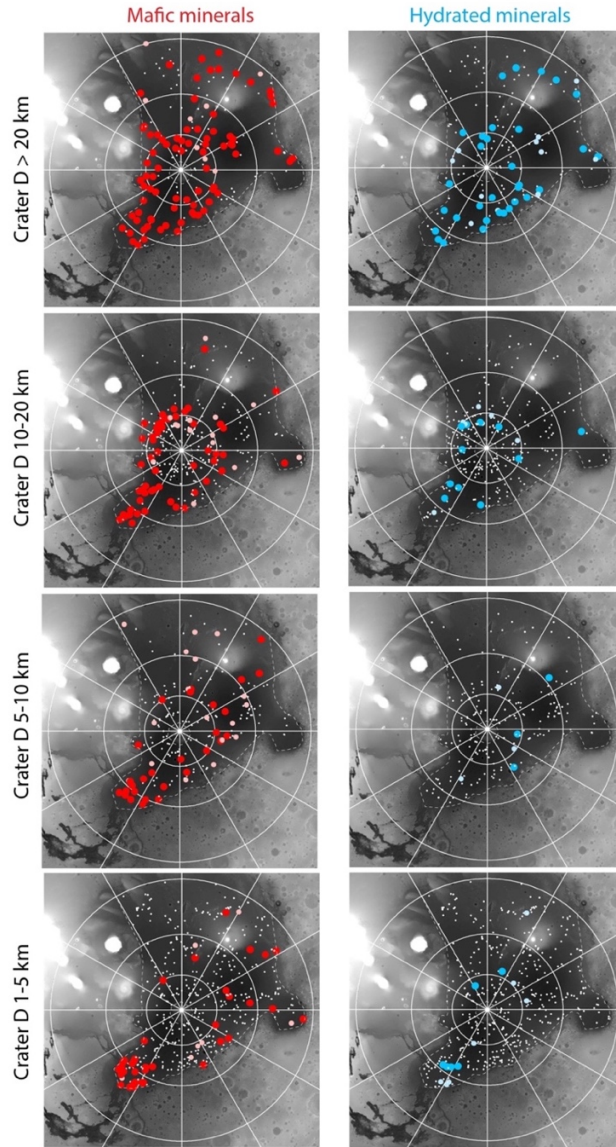 Mafic minerals
Hydrated minerals
Crater D > 20 km
Crater D 10-20 km
Crater D 5-10 km
Crater D 1-5 km